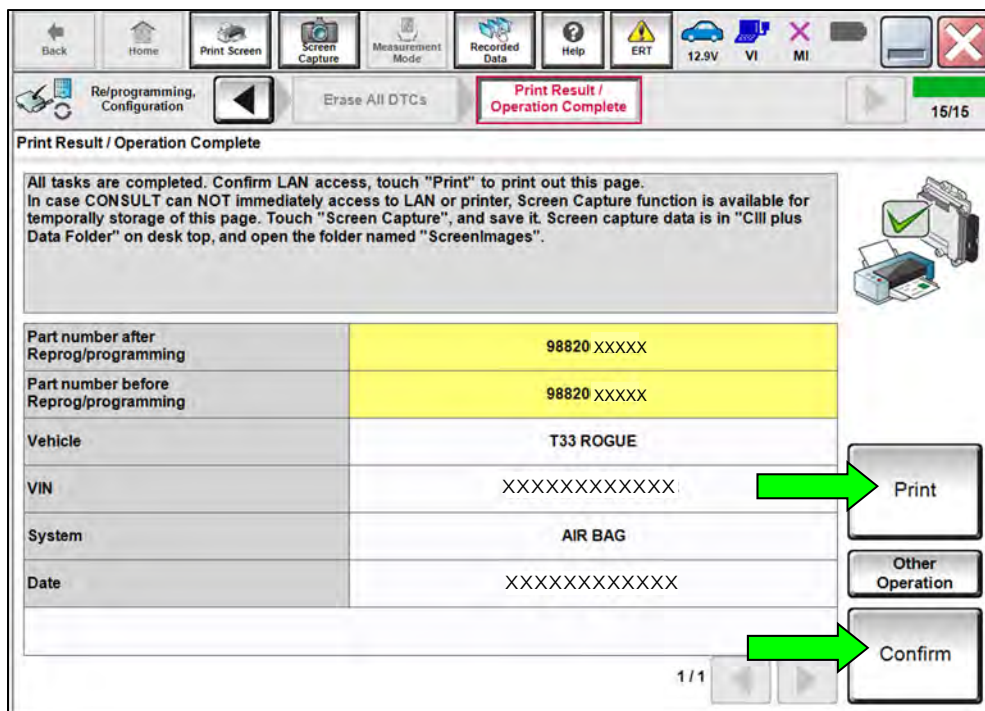 Back
Home
Print Screen
Screen
Capture
Measurement
Mode
Recorded
Data
Help
ERT
12.9V
VI
MI
Re/programming,
Configuration
Erase All DTCs
Print Result /
Operation Complete
15/15
Print Result / Operation Complete
All tasks are completed. Confirm LAN access, touch "Print" to print out this page.
In case CONSULT can NOT immediately access to LAN or printer, Screen Capture function is available for
temporally storage of this page. Touch "Screen Capture", and save it. Screen capture data is in "CIII plus
Data Folder" on desk top, and open the folder named "ScreenImages".
Part number after
Reprog/programming
98820 XXXXX
Part number before
Reprog/programming
98820 XXXXX
Vehicle
T33 ROGUE
VIN
XXXXXXXXXXXX
Print
System
AIR BAG
Other
Operation
Date
XXXXXXXXXXXX
Confirm
1/1